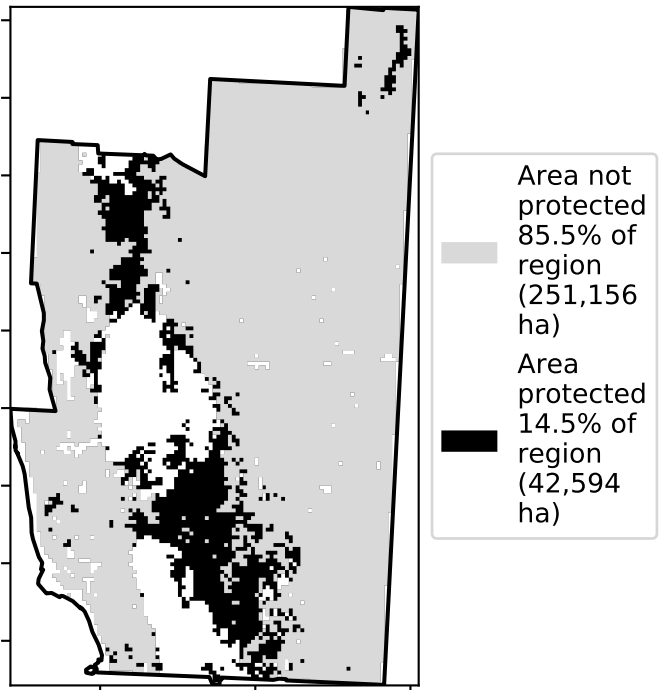 Area not
protected
85.5% of
region
(251,156
ha)
Area
protected
14.5% of
region
(42,594
ha)